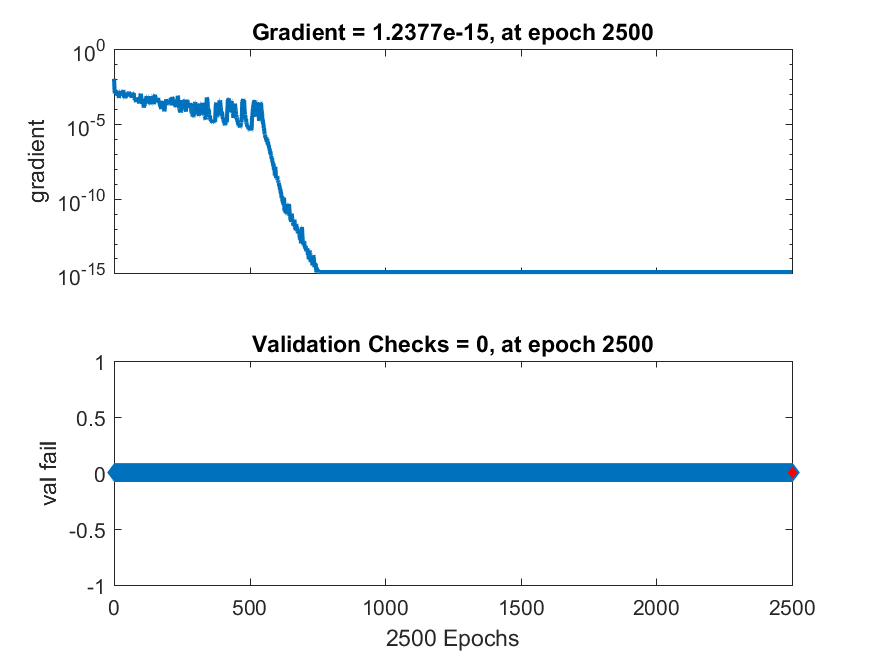 Gradient = 1.2377e-15, at epoch 2500
10^0
10^-5
10^-10
10^-15
gradient
Validation Checks = 0, at epoch 2500
1
0.5
0
-0.5
-1
val fail
0 500 1000 1500 2000 2500
2500 Epochs